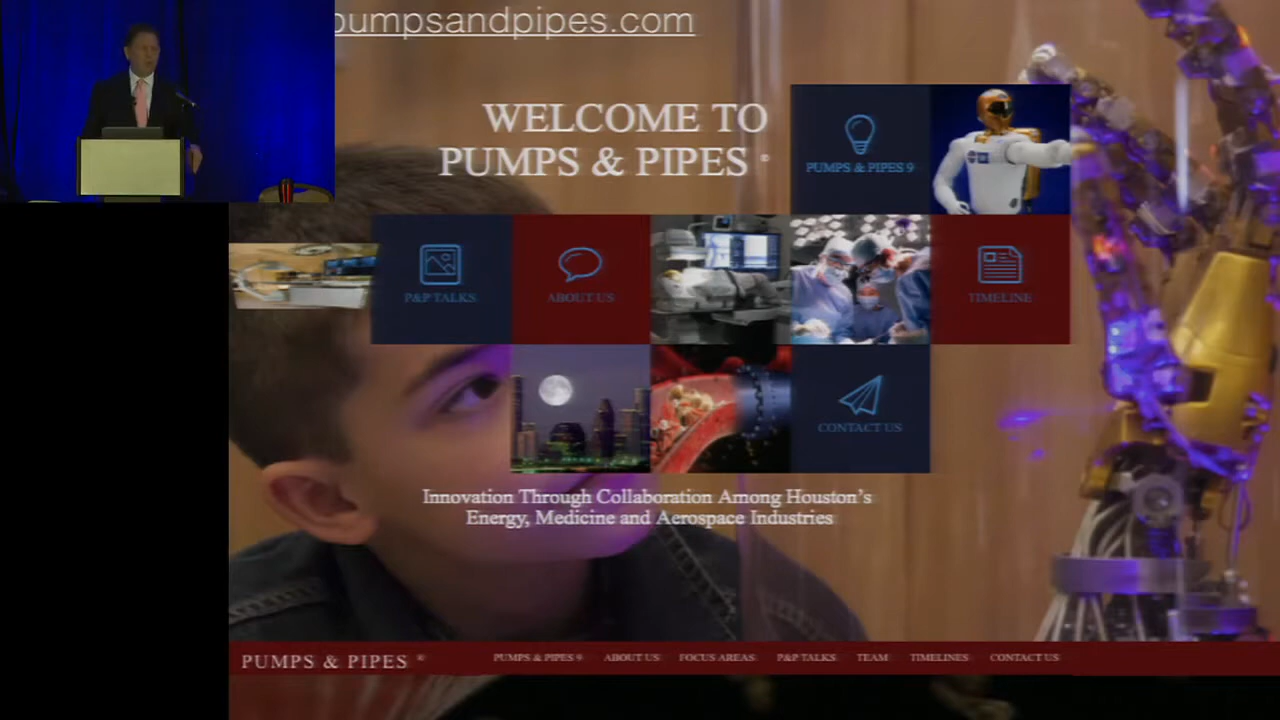 pumpsandpipes.com
WELCOME TO
PUMPS & PIPES ®
PUMPS & PIPES 9
P&P TALKS
ABOUT US
TIMELINE
CONTACT US
Innovation Through Collaboration Among Houston's
Energy, Medicine and Aerospace Industries
PUMPS & PIPES ®
PUMPS & PIPES 9 ABOUT US FOCUS AREAS P&P TALKS TEAM TIMELINES CONTACT US